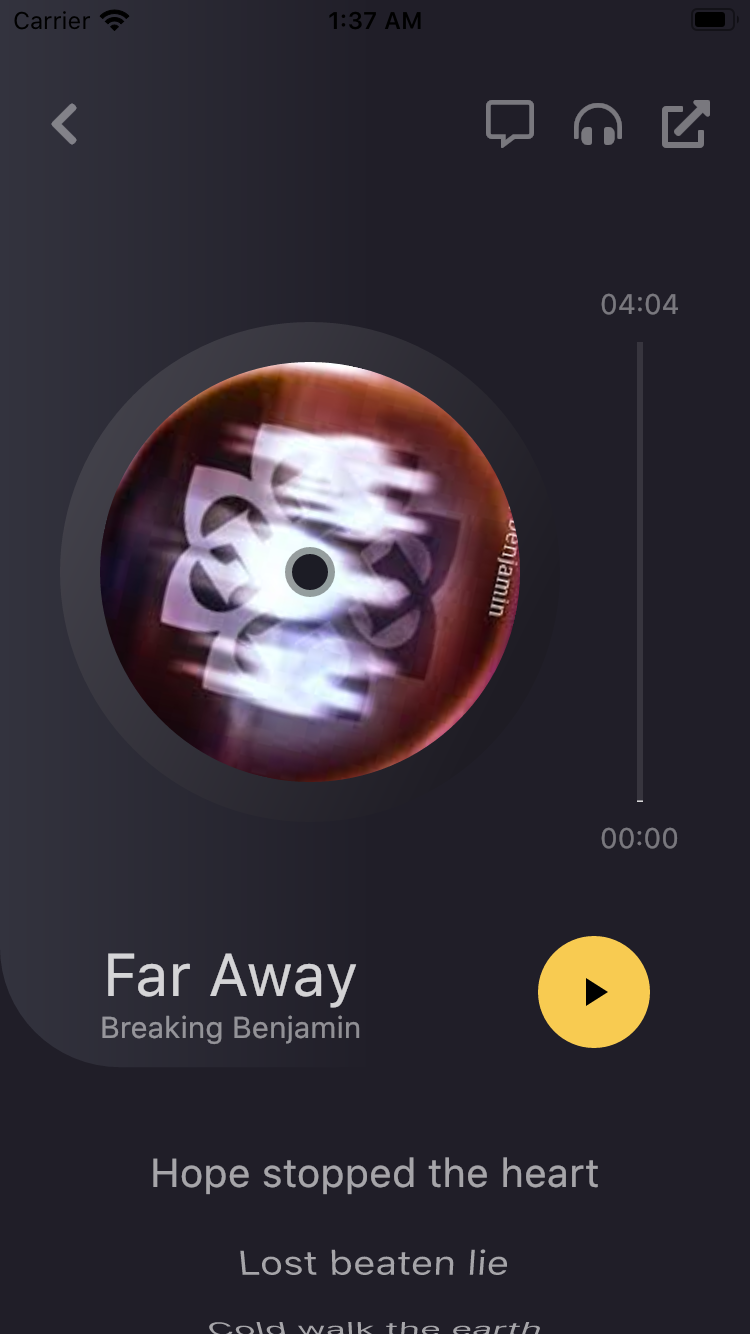 Carrier
1:37 AM
04:04
Benjamin
00:00
Far Away
Breaking Benjamin
Hope stopped the heart
Lost beaten lie
Cold walk the earth